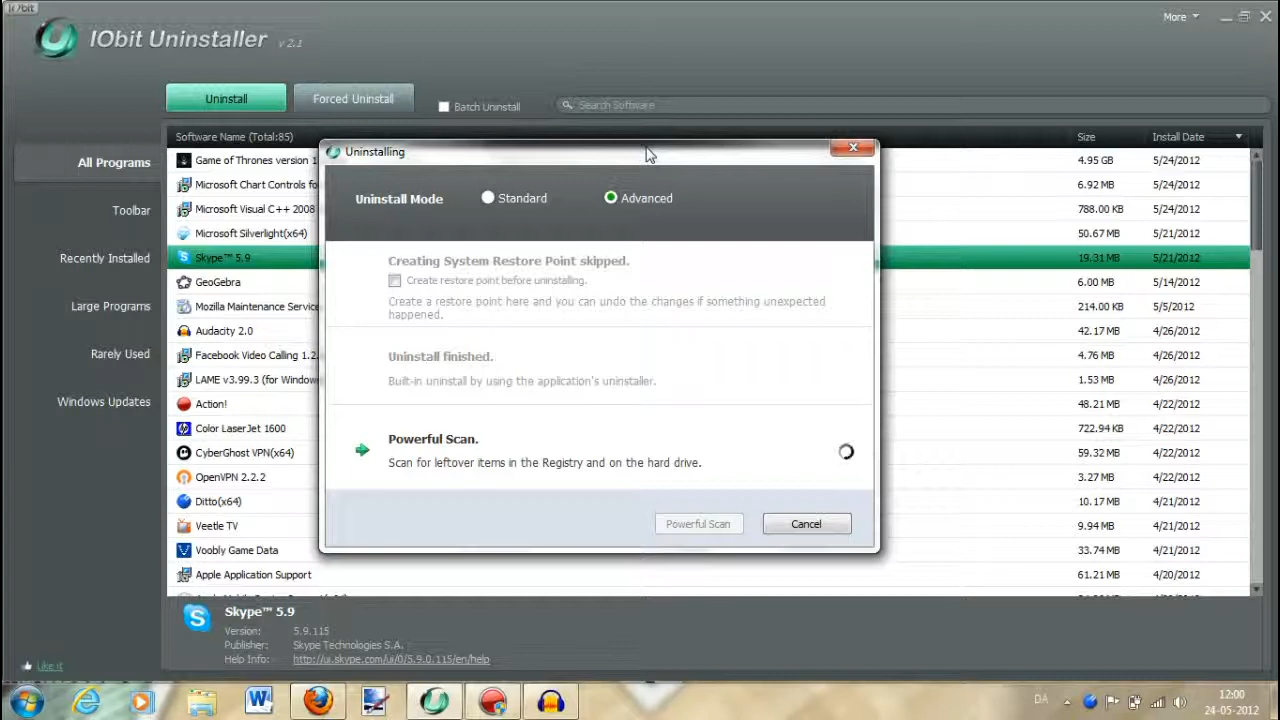 IObit
IObit Uninstaller v 2.1
More
Uninstall
Forced Uninstall
Batch Uninstall
Search Software
Software Name (Total:85)
Size
Install Date
All Programs
Toolbar
Recently Installed
Large Programs
Rarely Used
Windows Updates
Game of Thrones version 1
4.95 GB
5/24/2012
Microsoft Chart Controls fo
6.92 MB
5/24/2012
Microsoft Visual C++ 2008
788.00 KB
5/24/2012
Microsoft Silverlight(x64)
50.67 MB
5/21/2012
Skype™ 5.9
19.31 MB
5/21/2012
GeoGebra
6.00 MB
5/14/2012
Mozilla Maintenance Service
214.00 KB
5/5/2012
Audacity 2.0
42.17 MB
4/26/2012
Facebook Video Calling 1.2.
4.76 MB
4/26/2012
LAME v3.99.3 (for Window
1.53 MB
4/26/2012
Action!
48.21 MB
4/22/2012
Color LaserJet 1600
722.94 KB
4/22/2012
CyberGhost VPN(x64)
59.32 MB
4/22/2012
OpenVPN 2.2.2
3.27 MB
4/22/2012
Ditto(x64)
10.17 MB
4/21/2012
Veetle TV
9.94 MB
4/21/2012
Voobly Game Data
33.74 MB
4/21/2012
Apple Application Support
61.21 MB
4/20/2012
Uninstalling
Uninstall Mode
Standard
Advanced
Creating System Restore Point skipped.
Create restore point before uninstalling.
Create a restore point here and you can undo the changes if something unexpected
happened.
Uninstall finished.
Built-in uninstall by using the application's uninstaller.
Powerful Scan.
Scan for leftover items in the Registry and on the hard drive.
Powerful Scan
Cancel
Skype™ 5.9
Version: 5.9.115
Publisher: Skype Technologies S.A.
Help Info: http://ui.skype.com/ui/0/5.9.0.115/en/help
Like it
DA
12:00
24-05-2012